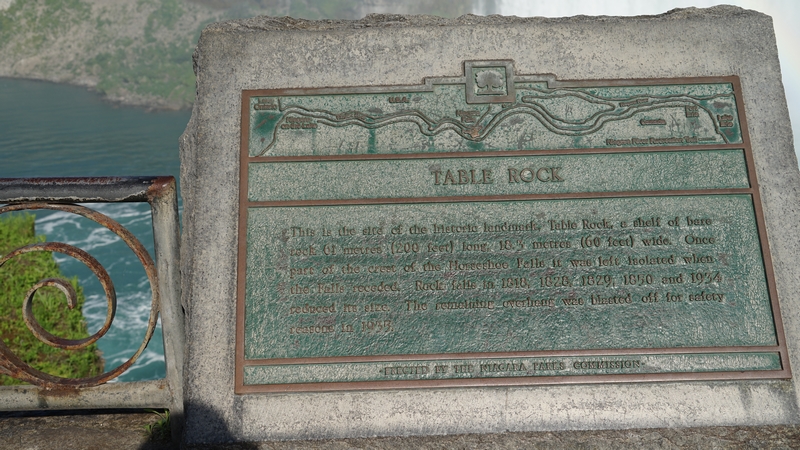 U.S.A.
TABLE ROCK
This is the site of the historic landmark, Table Rock, a shelf of bare
rock 61 metres (200 feet) long, 18.5 metres (60 feet) wide. Once
part of the crest of the Horseshoe Falls it was left isolated when
the Falls receded. Rock falls in 1818, 1828, 1829, 1850 and 1934
reduced its size. The remaining overhang was blasted off for safety
reasons in 1935.
ERECTED BY THE NIAGARA PARKS COMMISSION